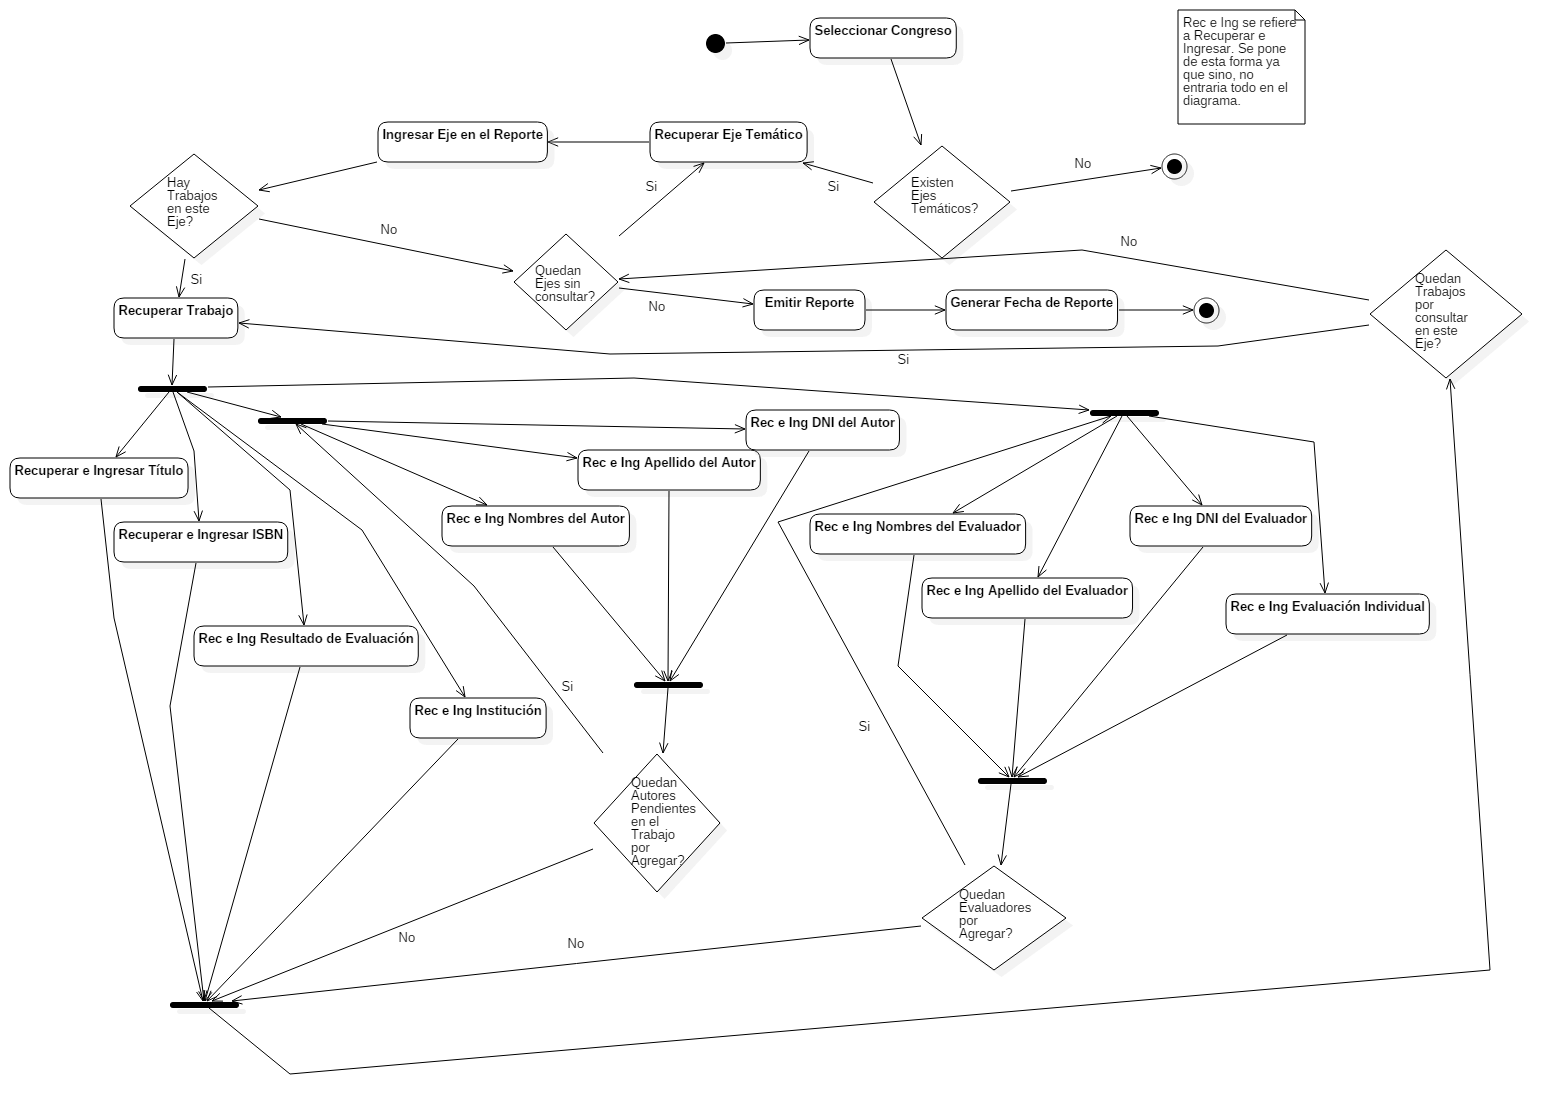 Seleccionar Congreso
Rec e Ing se refiere
a Recuperar e
Ingresar. Se pone
de esta forma ya
que sino, no
entraria todo en el
diagrama.
Ingresar Eje en el Reporte
Recuperar Eje Temático
Existen
Ejes
Temáticos?
No
Si
Si
Hay
Trabajos
en este
Eje?
No
Si
Quedan
Ejes sin
consultar?
No
No
Emitir Reporte
Generar Fecha de Reporte
Quedan
Trabajos
por
consultar
en este
Eje?
Si
Recuperar Trabajo
Rec e Ing DNI del Autor
Rec e Ing Apellido del Autor
Recuperar e Ingresar Título
Rec e Ing Nombres del Autor
Recuperar e Ingresar ISBN
Rec e Ing Nombres del Evaluador
Rec e Ing DNI del Evaluador
Rec e Ing Apellido del Evaluador
Rec e Ing Evaluación Individual
Rec e Ing Resultado de Evaluación
Rec e Ing Institución
Si
Si
Quedan
Autores
Pendientes
en el
Trabajo
por
Agregar?
No
Quedan
Evaluadores
por
Agregar?
No